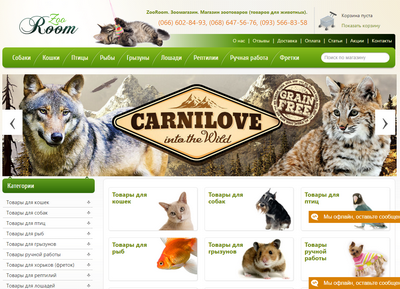 Zoo
Room
ZooRoom. Зоомагазин. Магазин зоотоваров (товаров для животных).
(066) 602-84-93, (068) 647-56-76, (093) 566-83-58
Корзина пуста
Показать корзину
О нас | Отзывы | Доставка | Оплата | Статьи | Акции | Контакты
Собаки Кошки Птицы Рыбы Грызуны Лошади Рептилии Ручная работа Фретки
Поиск по магазину
CARNILOVE
into the Wild
GRAIN
FREE
Категории
Товары для кошек
Товары для собак
Товары для птиц
Товары для рыб
Товары для грызунов
Товары ручной работы
Товары для хорьков (фреток)
Товары для рептилий
Товары для лошадей
Товары для кошек
Товары для собак
Товары для птиц
Мы офлайн, оставьте сообщен
Товары для рыб
Товары для грызунов
Товары ручной работы
Мы офлайн, оставьте сообщен